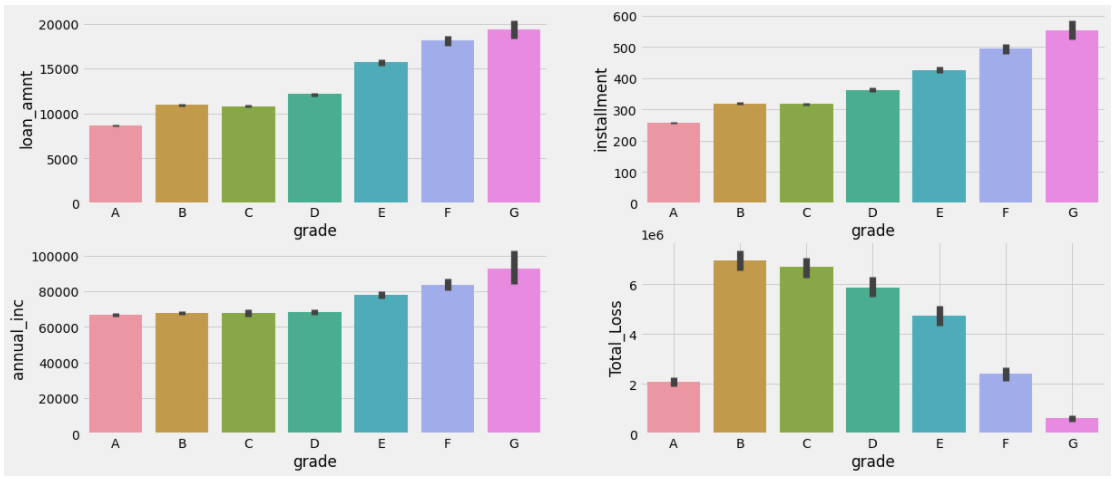 loan_amnt
20000
15000
10000
5000
0
A B C D E F G
grade
installment
600
500
400
300
200
100
0
A B C D E F G
grade
annual_inc
100000
80000
60000
40000
20000
0
A B C D E F G
grade
1e6
Total_Loss
6
4
2
0
A B C D E F G
grade